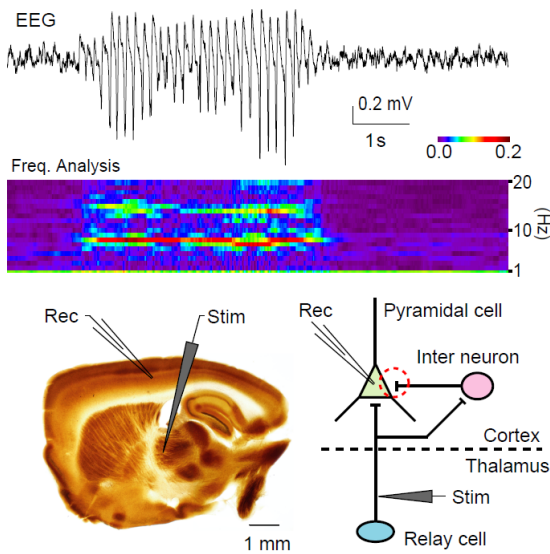 EEG
0.2 mV
1s
0.0 0.2
Freq. Analysis
20
10
1
(Hz)
Rec
Stim
1 mm
Rec
Pyramidal cell
Inter neuron
Cortex
Thalamus
Stim
Relay cell